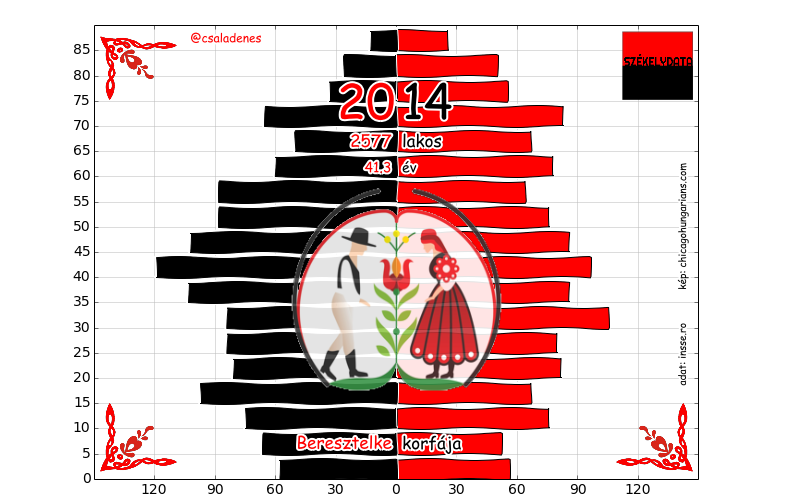 @csaladenes
SZÉKELYDATA
2014
2577 lakos
41,3 év
kép: chicagohungarians.com
adat: insse.ro
Beresztelke korfája
85
80
75
70
65
60
55
50
45
40
35
30
25
20
15
10
5
0
120 90 60 30 0 30 60 90 120